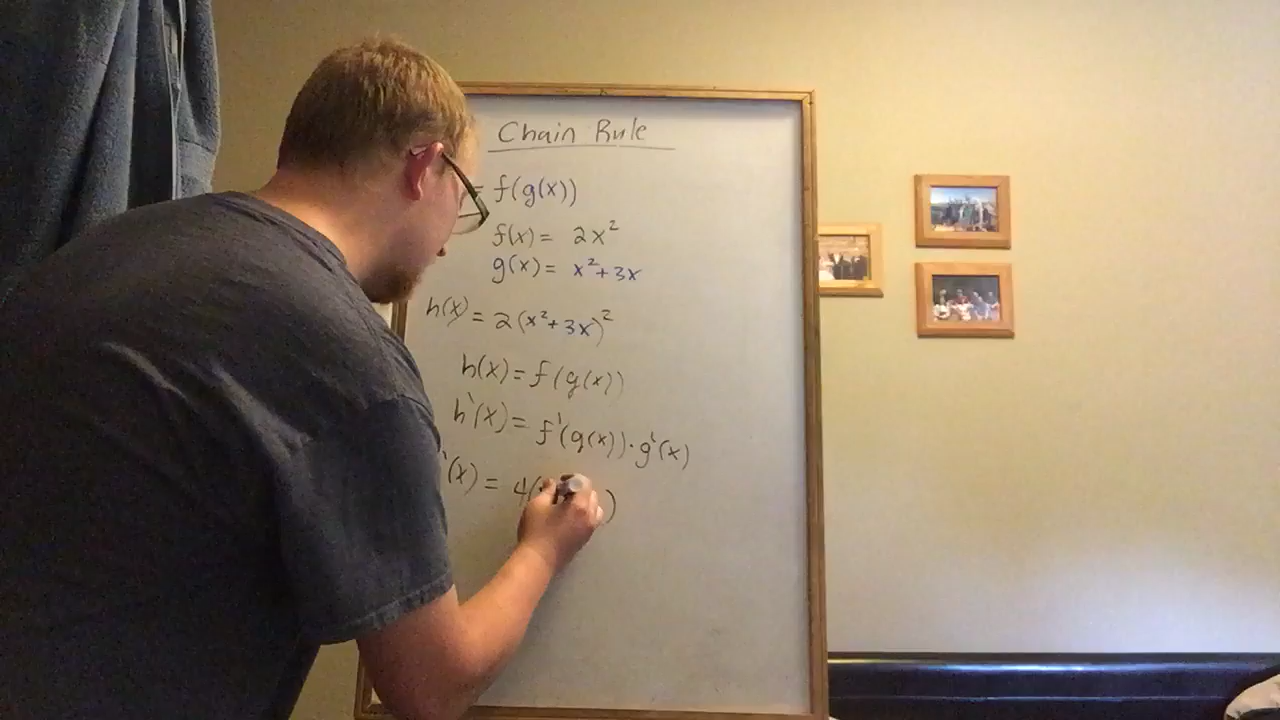 Chain Rule
= f(g(x))
f(x) = 2x²
g(x) = x²+3x
h(x) = 2(x²+3x)²
h(x) = f(g(x))
h'(x) = f'(g(x))·g'(x)
'(x) = 4( )